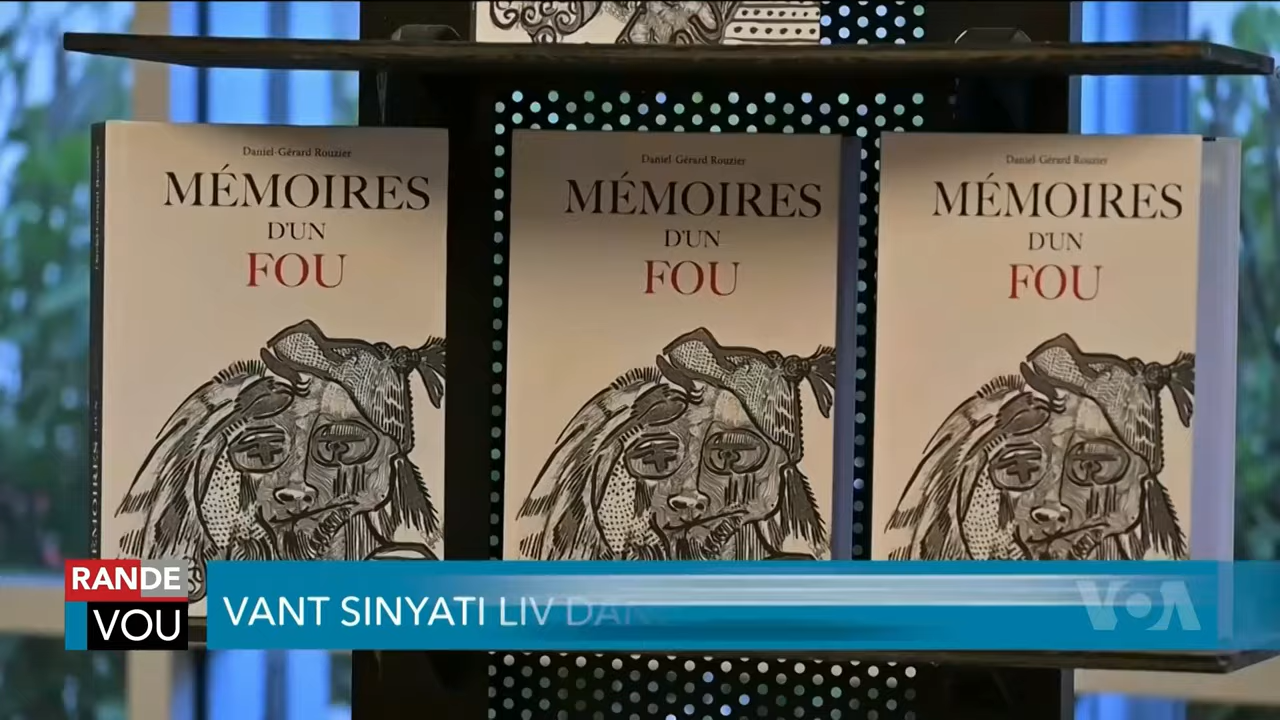 Daniel-Gérard Rouzier
MÉMOIRES
D'UN
FOU
Daniel-Gérard Rouzier
MÉMOIRES
D'UN
FOU
Daniel-Gérard Rouzier
MÉMOIRES
D'UN
FOU
RANDE
VOU
VANT SINYATI LIV DAN
VOA